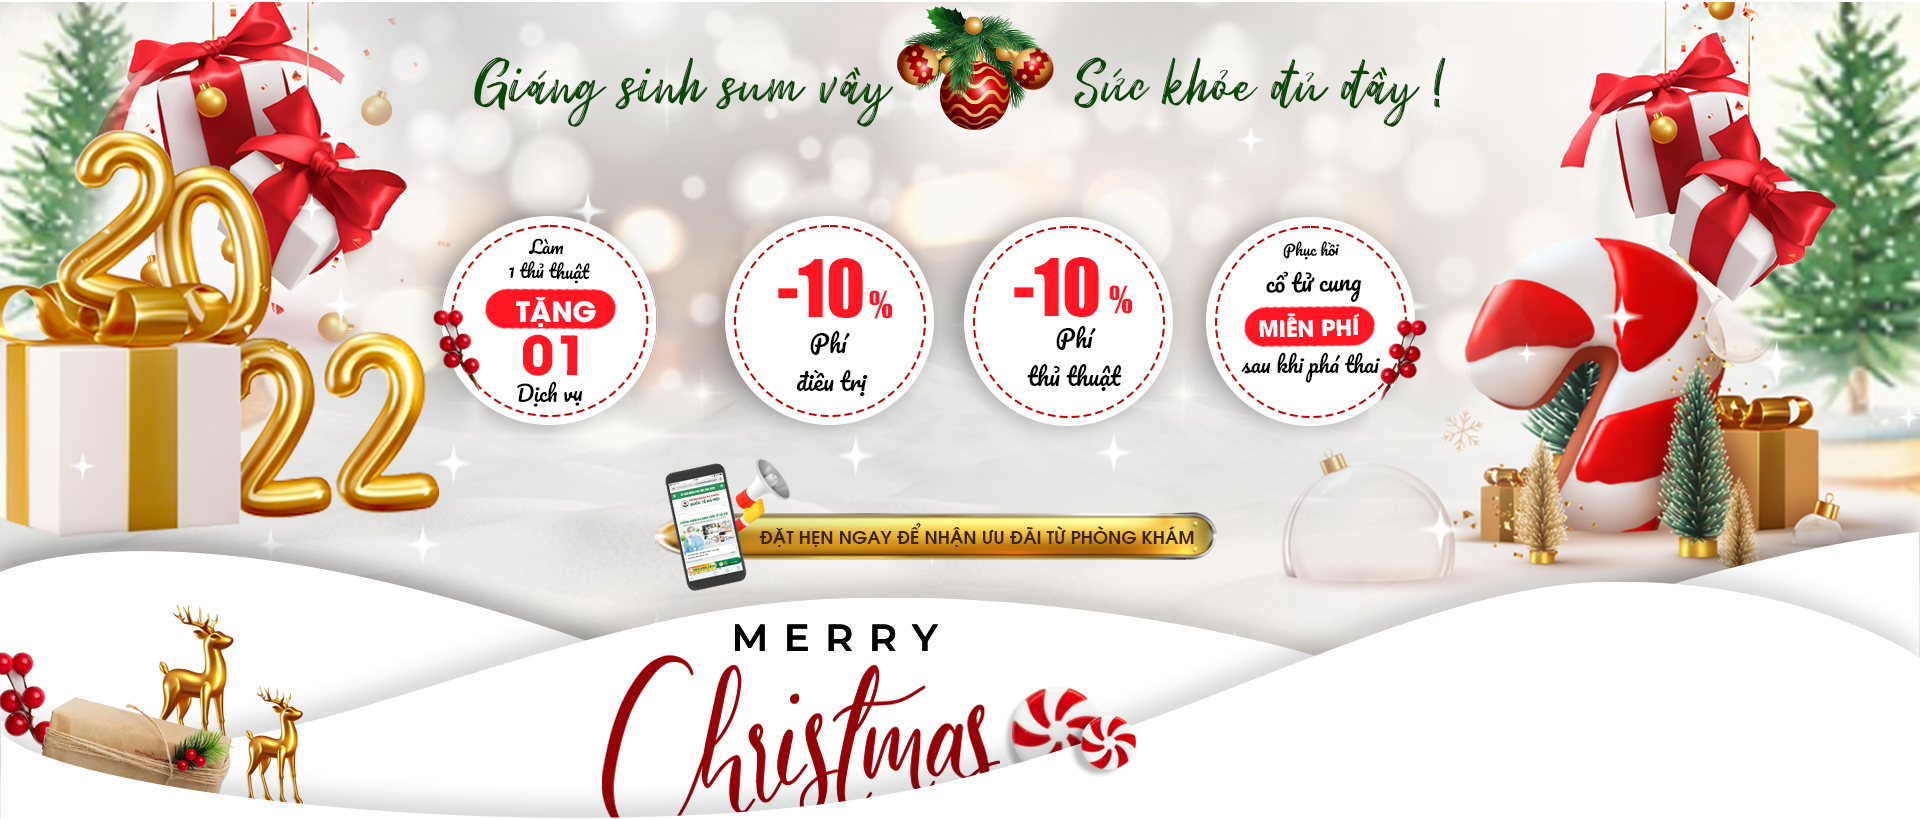 Giáng sinh sum vầy
Sức khỏe đủ đầy !
2022
Làm
1 thủ thuật
TẶNG
01
Dịch vụ
-10%
Phí
điều trị
-10%
Phí
thủ thuật
Phục hồi
cổ tử cung
MIỄN PHÍ
sau khi phá thai
ĐẶT HẸN NGAY ĐỂ NHẬN ƯU ĐÃI TỪ PHÒNG KHÁM
MERRY
Christmas